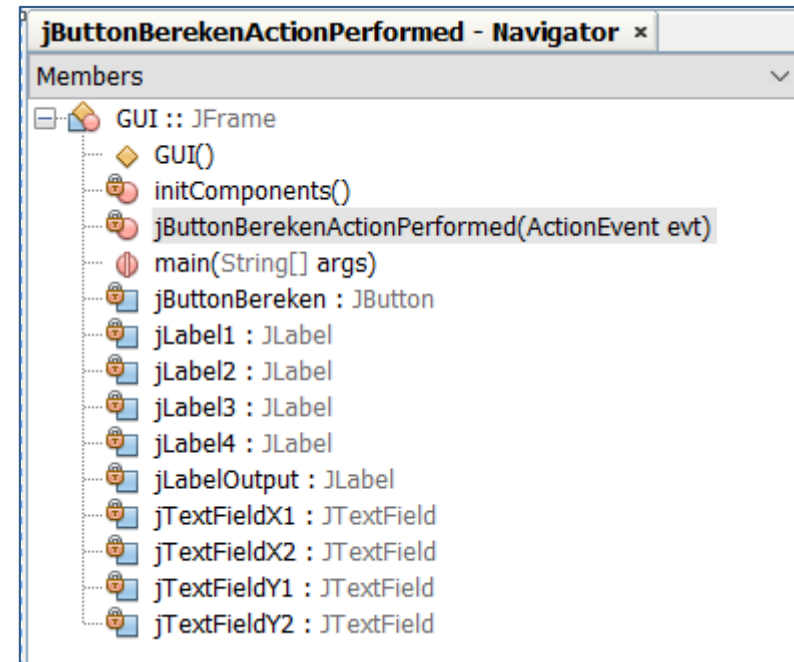 jButtonBerekenActionPerformed - Navigator ×
Members
GUI :: JFrame
GUI()
initComponents()
jButtonBerekenActionPerformed(ActionEvent evt)
main(String[] args)
jButtonBereken : JButton
jLabel1 : JLabel
jLabel2 : JLabel
jLabel3 : JLabel
jLabel4 : JLabel
jLabelOutput : JLabel
jTextFieldX1 : JTextField
jTextFieldX2 : JTextField
jTextFieldY1 : JTextField
jTextFieldY2 : JTextField